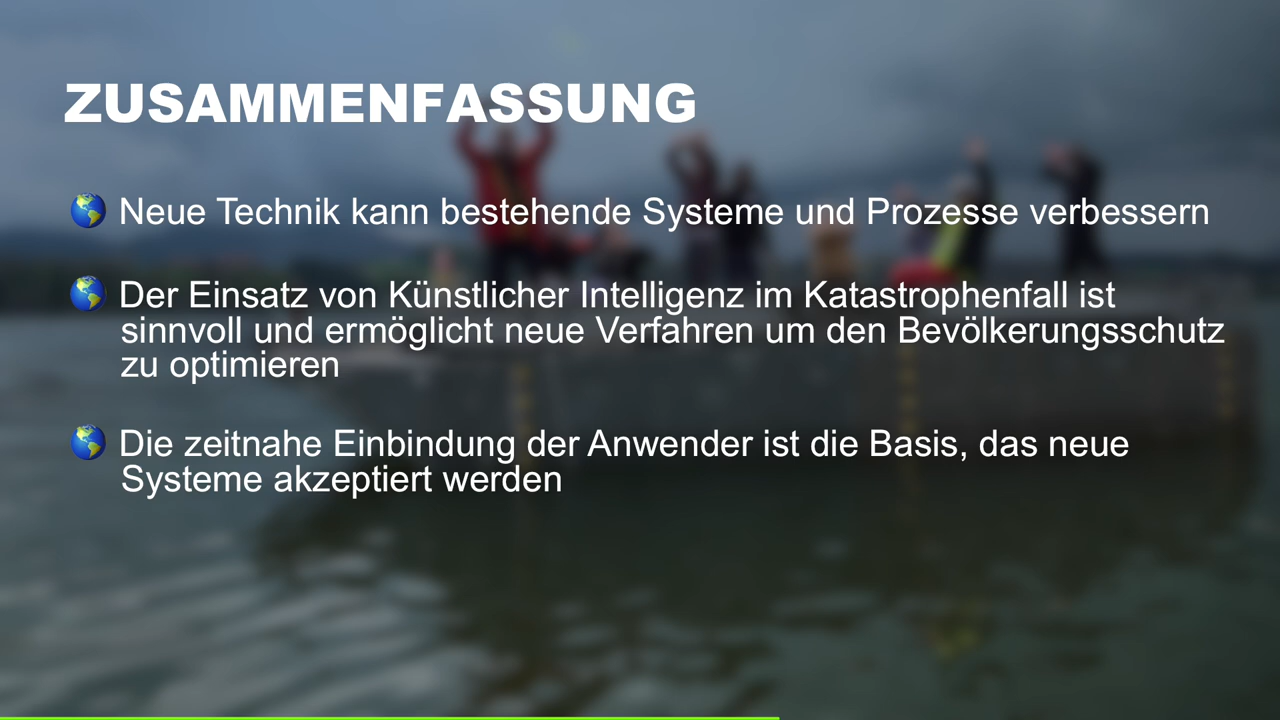 ZUSAMMENFASSUNG
Neue Technik kann bestehende Systeme und Prozesse verbessern
Der Einsatz von Künstlicher Intelligenz im Katastrophenfall ist
sinnvoll und ermöglicht neue Verfahren um den Bevölkerungsschutz
zu optimieren
Die zeitnahe Einbindung der Anwender ist die Basis, das neue
Systeme akzeptiert werden